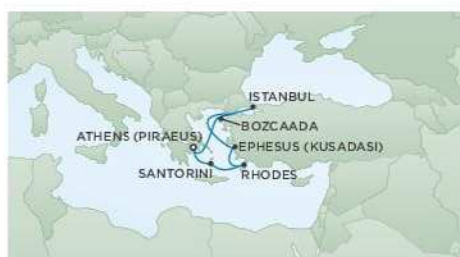 ISTANBUL
BOZCAADA
ATHENS (PIRAEUS)
EPHESUS (KUSADASI)
SANTORINI
RHODES